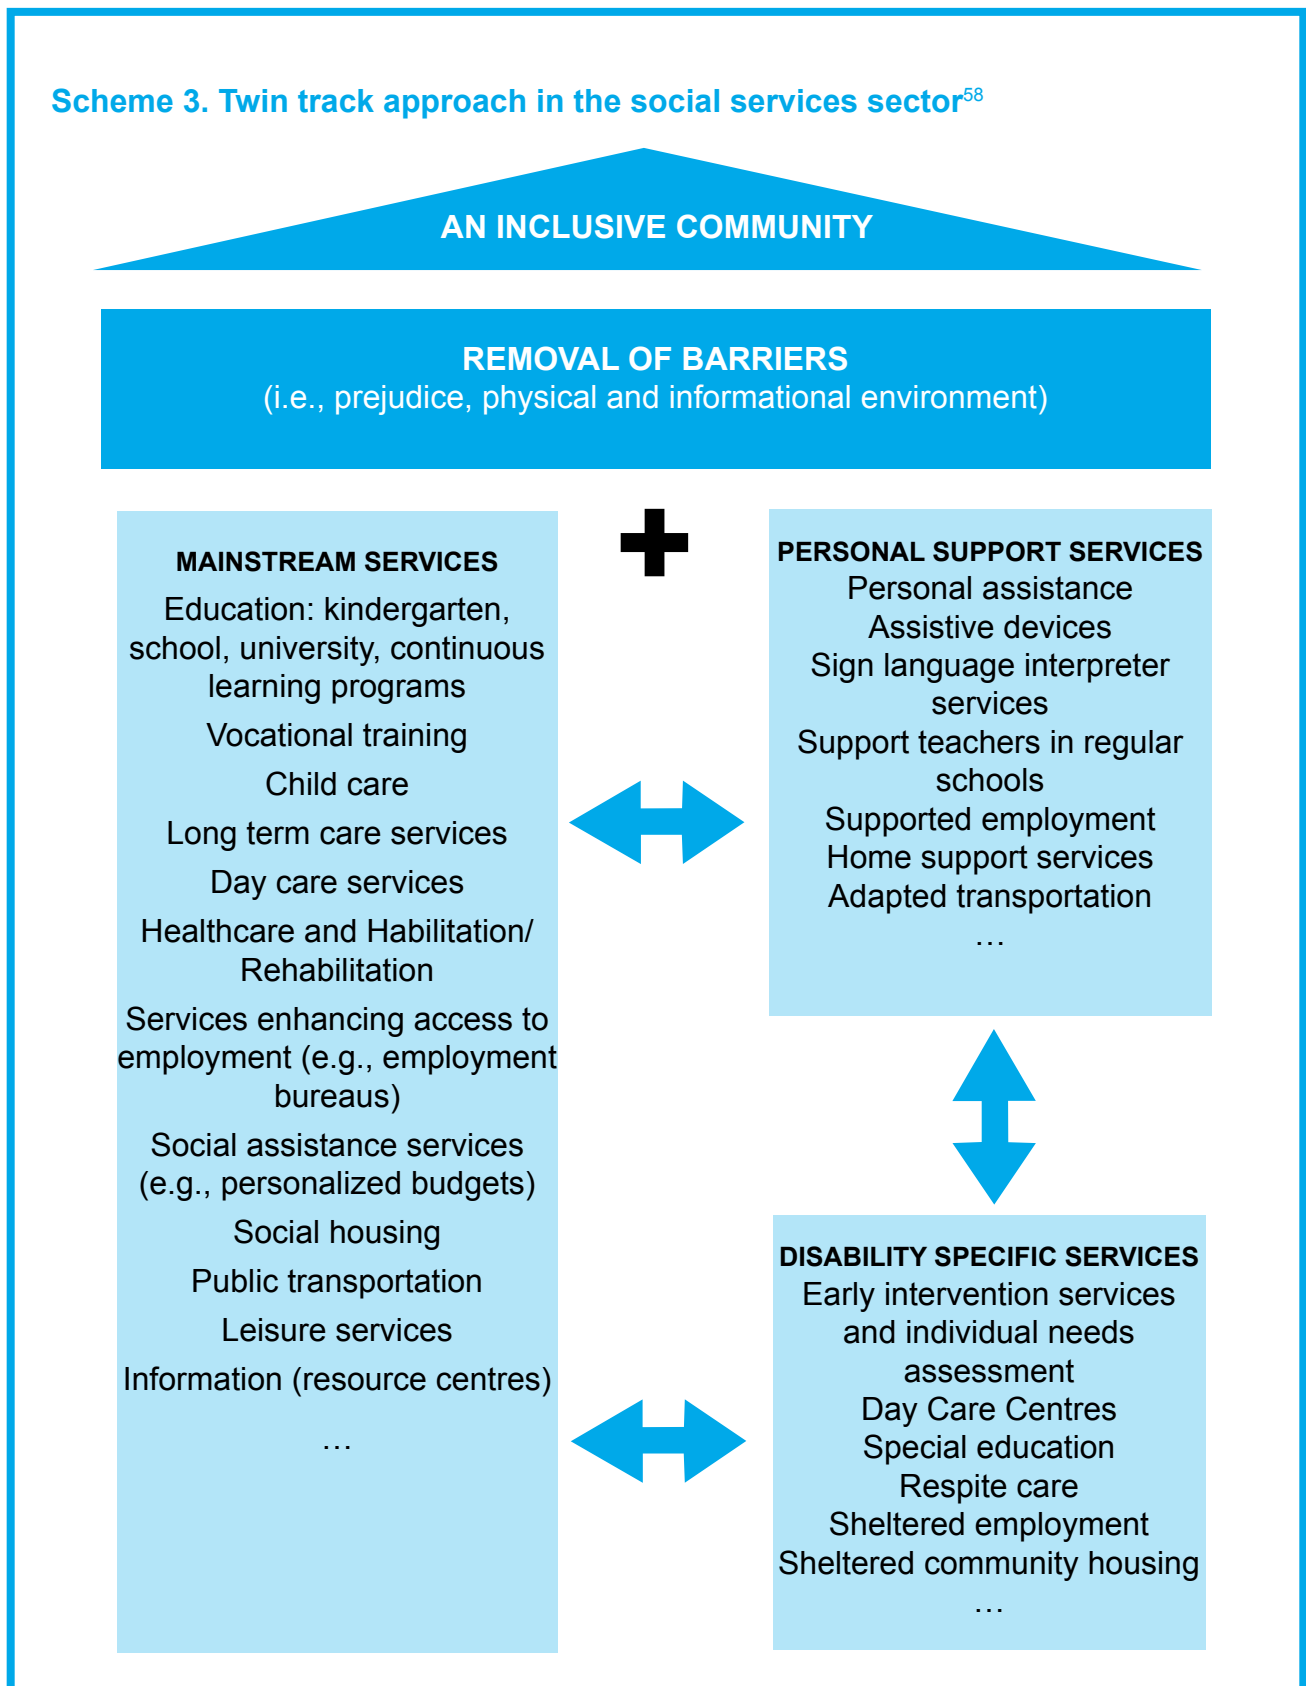 Scheme 3. Twin track approach in the social services sector58
AN INCLUSIVE COMMUNITY
REMOVAL OF BARRIERS
(i.e., prejudice, physical and informational environment)
MAINSTREAM SERVICES
Education: kindergarten,
school, university, continuous
learning programs
Vocational training
Child care
Long term care services
Day care services
Healthcare and Habilitation/
Rehabilitation
Services enhancing access to
employment (e.g., employment
bureaus)
Social assistance services
(e.g., personalized budgets)
Social housing
Public transportation
Leisure services
Information (resource centres)
…
PERSONAL SUPPORT SERVICES
Personal assistance
Assistive devices
Sign language interpreter
services
Support teachers in regular
schools
Supported employment
Home support services
Adapted transportation
…
DISABILITY SPECIFIC SERVICES
Early intervention services
and individual needs
assessment
Day Care Centres
Special education
Respite care
Sheltered employment
Sheltered community housing
…